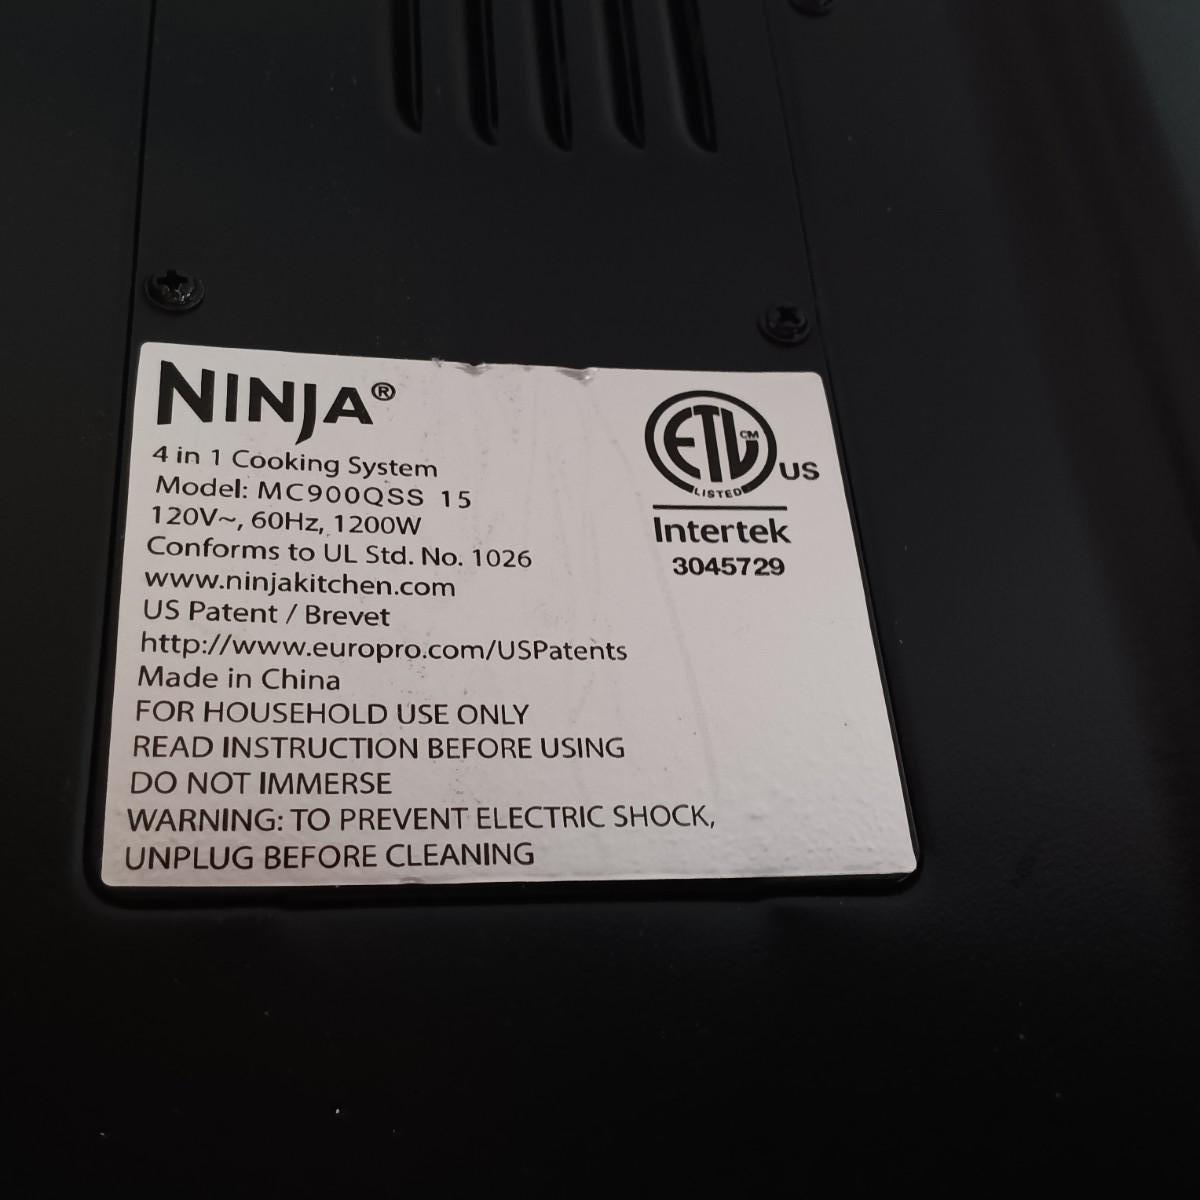 NINJA®
4 in 1 Cooking System
Model: MC900QSS 15
120V~, 60Hz, 1200W
Conforms to UL Std. No. 1026
www.ninjakitchen.com
US Patent / Brevet
http://www.europro.com/USPatents
Made in China
FOR HOUSEHOLD USE ONLY
READ INSTRUCTION BEFORE USING
DO NOT IMMERSE
WARNING: TO PREVENT ELECTRIC SHOCK,
UNPLUG BEFORE CLEANING
ETL CM
LISTED
US
Intertek
3045729